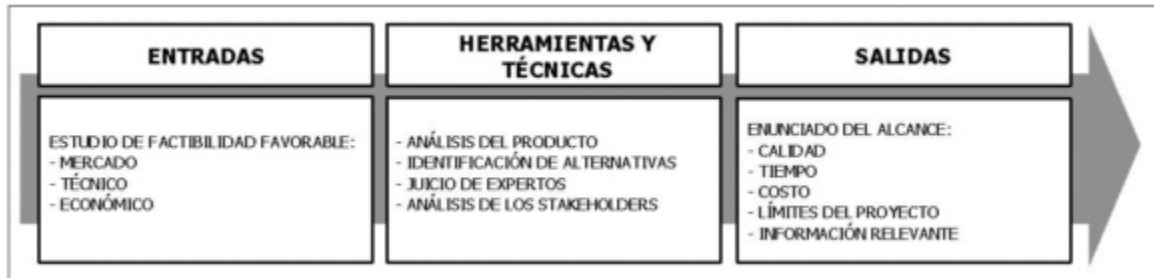 ENTRADAS
HERRAMIENTAS Y
TÉCNICAS
SALIDAS
ESTUDIO DE FACTIBILIDAD FAVORABLE:
- MERCADO
- TÉCNICO
- ECONÓMICO
- ANÁLISIS DEL PRODUCTO
- IDENTIFICACIÓN DE ALTERNATIVAS
- JUICIO DE EXPERTOS
- ANÁLISIS DE LOS STAKEHOLDERS
ENUNCIADO DEL ALCANCE:
- CALIDAD
- TIEMPO
- COSTO
- LÍMITES DEL PROYECTO
- INFORMACIÓN RELEVANTE